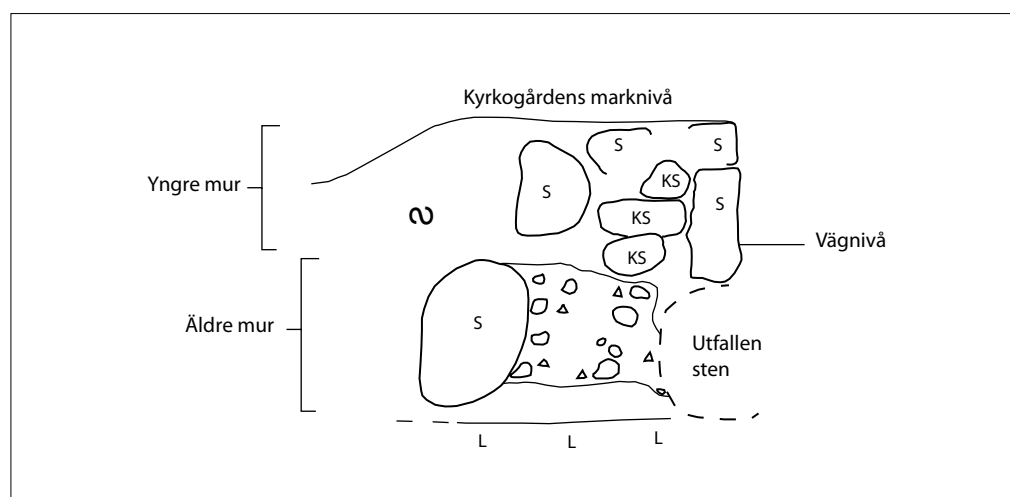 Kyrkogårdens marknivå
S
S
Yngre mur
S
KS
S
KS
Vägnivå
KS
Äldre mur
S
Utfallen
sten
L
L
L